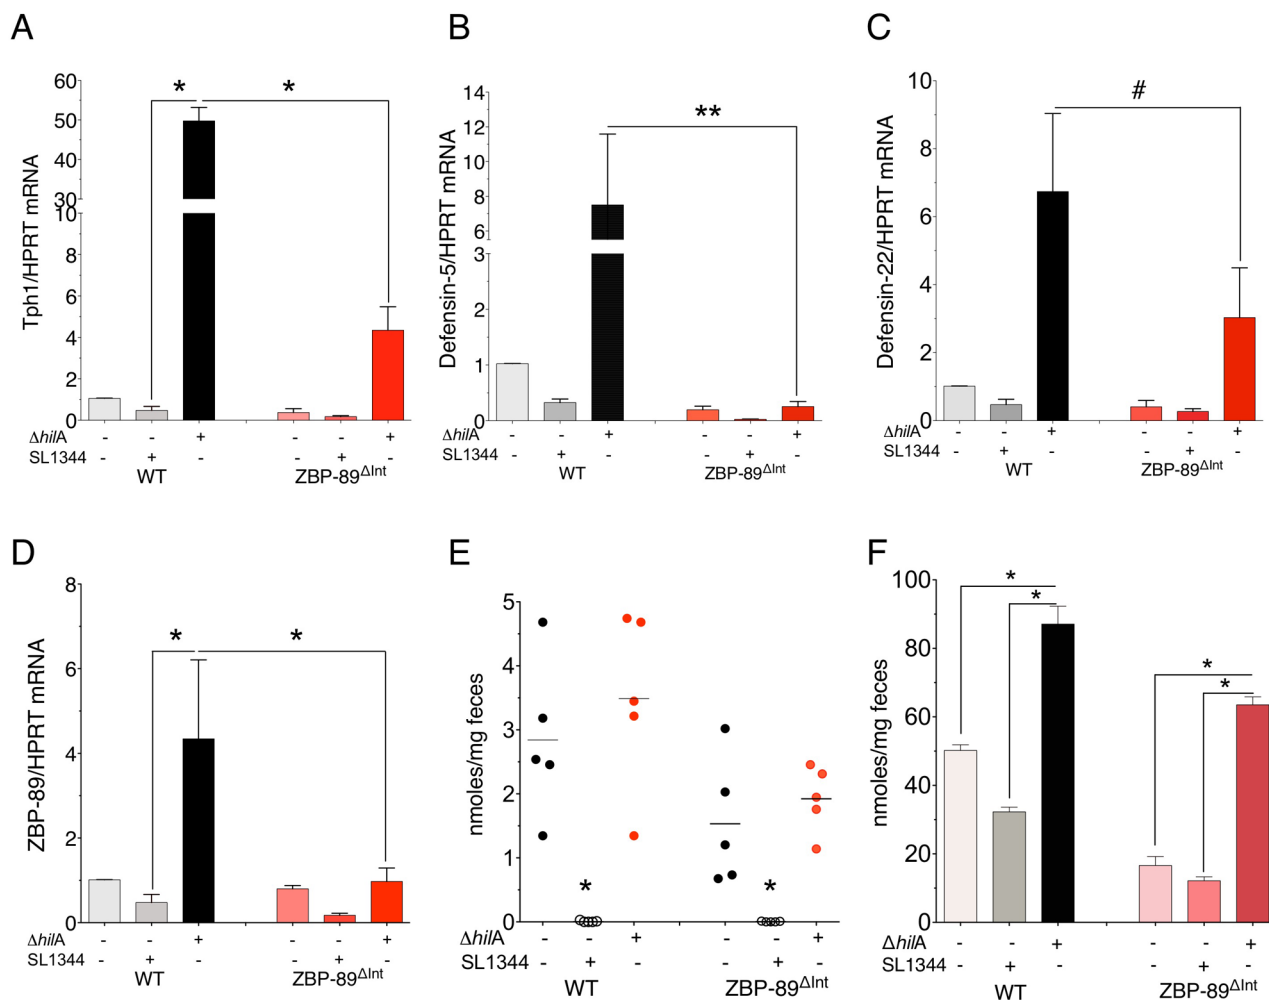 A
Tph1/HPRT mRNA
60
50
40
30
10
8
6
4
2
0
* *
ΔhilA - - + - - +
SL1344 - + - - + -
WT ZBP-89ΔInt
B
Defensin-5/HPRT mRNA
14
12
10
8
6
3
2
1
0
**
ΔhilA - - + - - +
SL1344 - + - - + -
WT ZBP-89ΔInt
C
Defensin-22/HPRT mRNA
10
8
6
4
2
0
#
ΔhilA - - + - - +
SL1344 - + - - + -
WT ZBP-89ΔInt
D
ZBP-89/HPRT mRNA
8
6
4
2
0
* *
ΔhilA - - + - - +
SL1344 - + - - + -
WT ZBP-89ΔInt
E
nmoles/mg feces
5
4
3
2
1
0
* *
ΔhilA - - + - - +
SL1344 - + - - + -
WT ZBP-89ΔInt
F
nmoles/mg feces
100
80
60
40
20
0
*
*
*
*
ΔhilA - - + - - +
SL1344 - + - - + -
WT ZBP-89ΔInt